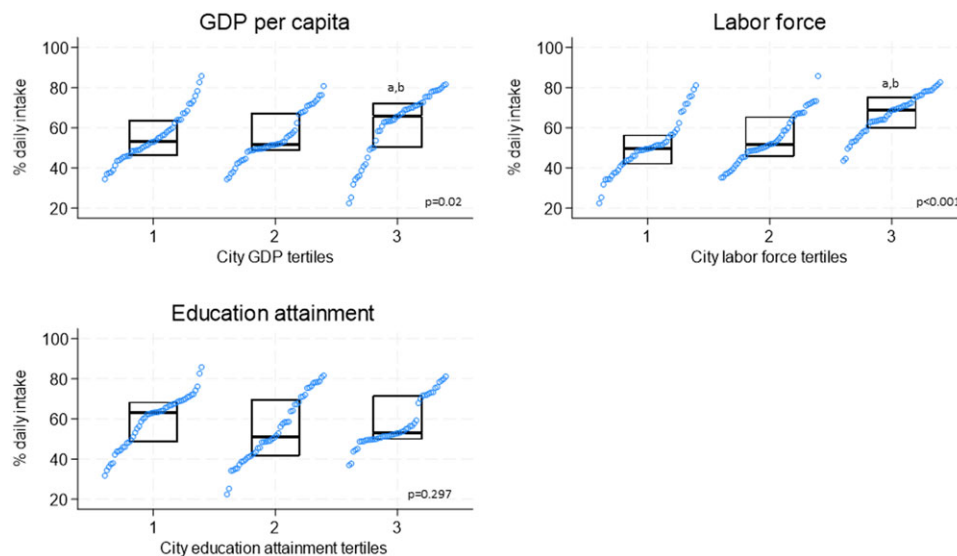 GDP per capita
100
80
60
40
20
% daily intake
a,b
p=0.02
1 2 3
City GDP tertiles
Labor force
100
80
60
40
20
% daily intake
a,b
p<0.001
1 2 3
City labor force tertiles
Education attainment
100
80
60
40
20
% daily intake
p=0.297
1 2 3
City education attainment tertiles